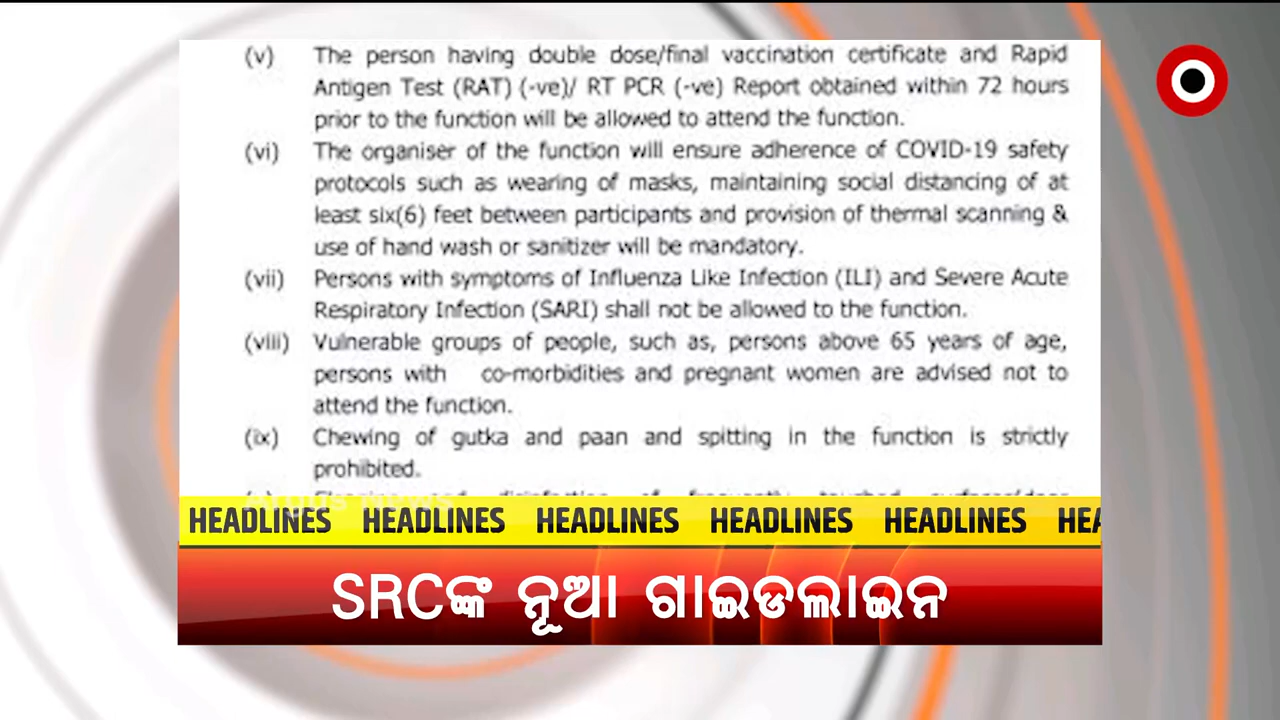 (v) The person having double dose/final vaccination certificate and Rapid
Antigen Test (RAT) (-ve)/ RT PCR (-ve) Report obtained within 72 hours
prior to the function will be allowed to attend the function.
(vi) The organiser of the function will ensure adherence of COVID-19 safety
protocols such as wearing of masks, maintaining social distancing of at
least six(6) feet between participants and provision of thermal scanning &
use of hand wash or sanitizer will be mandatory.
(vii) Persons with symptoms of Influenza Like Infection (ILI) and Severe Acute
Respiratory Infection (SARI) shall not be allowed to the function.
(viii) Vulnerable groups of people, such as, persons above 65 years of age,
persons with co-morbidities and pregnant women are advised not to
attend the function.
(ix) Chewing of gutka and paan and spitting in the function is strictly
prohibited.
Argus News
HEADLINES HEADLINES HEADLINES HEADLINES HEADLINES HEA
SRCଙ୍କ ନୂଆ ଗାଇଡଲାଇନ